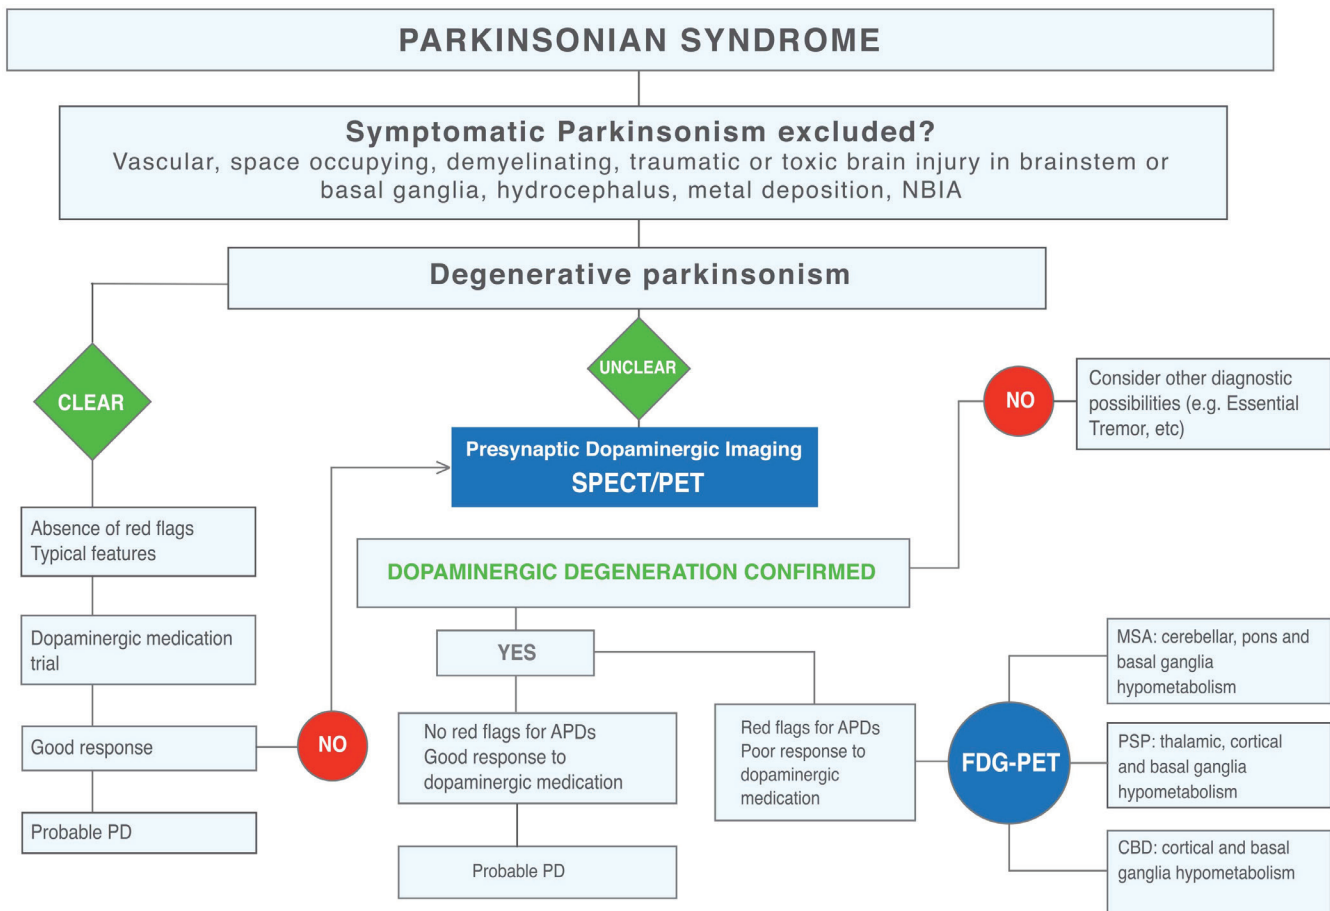 PARKINSONIAN SYNDROME
Symptomatic Parkinsonism excluded?
Vascular, space occupying, demyelinating, traumatic or toxic brain injury in brainstem or
basal ganglia, hydrocephalus, metal deposition, NBIA
Degenerative parkinsonism
CLEAR
UNCLEAR
NO
Consider other diagnostic
possibilities (e.g. Essential
Tremor, etc)
Presynaptic Dopaminergic Imaging
SPECT/PET
Absence of red flags
Typical features
DOPAMINERGIC DEGENERATION CONFIRMED
Dopaminergic medication
trial
YES
MSA: cerebellar, pons and
basal ganglia
hypometabolism
Good response
NO
No red flags for APDs
Good response to
dopaminergic medication
Red flags for APDs
Poor response to
dopaminergic
medication
FDG-PET
PSP: thalamic, cortical
and basal ganglia
hypometabolism
Probable PD
Probable PD
CBD: cortical and basal
ganglia hypometabolism